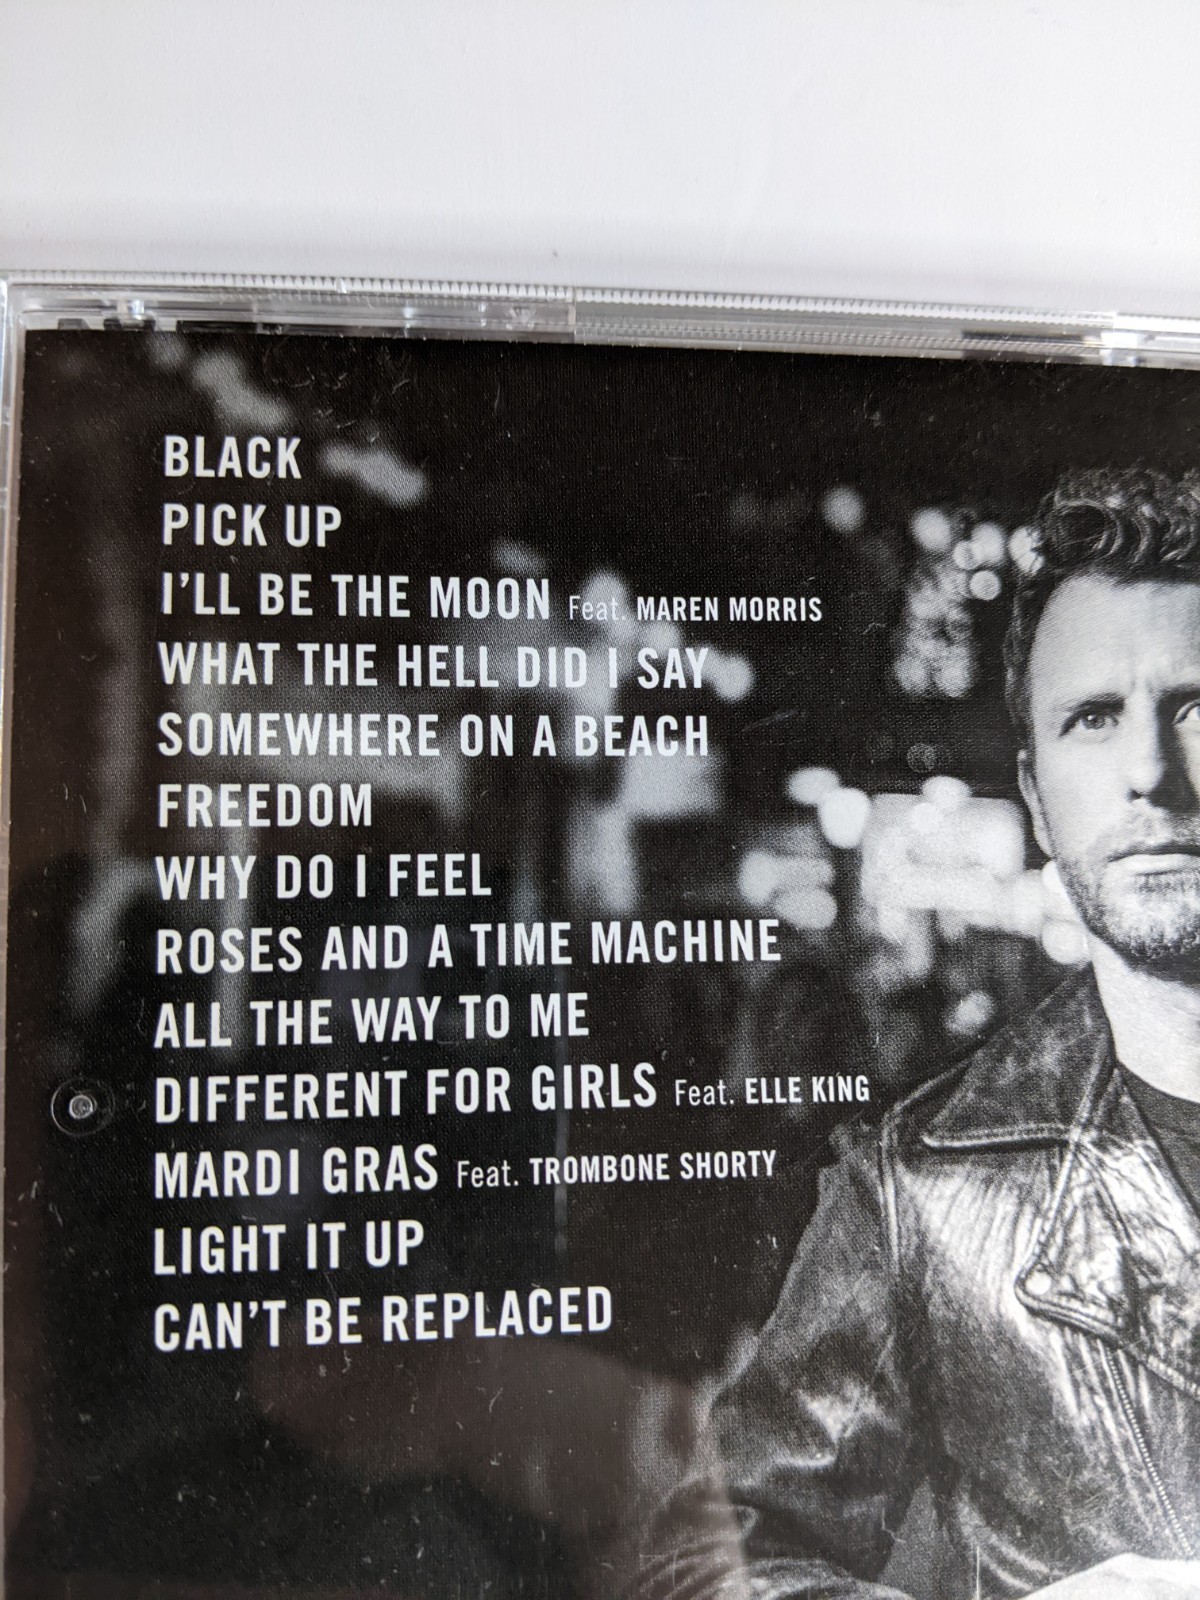 BLACK
PICK UP
I'LL BE THE MOON Feat. MAREN MORRIS
WHAT THE HELL DID I SAY
SOMEWHERE ON A BEACH
FREEDOM
WHY DO I FEEL
ROSES AND A TIME MACHINE
ALL THE WAY TO ME
DIFFERENT FOR GIRLS Feat. ELLE KING
MARDI GRAS Feat. TROMBONE SHORTY
LIGHT IT UP
CAN'T BE REPLACED